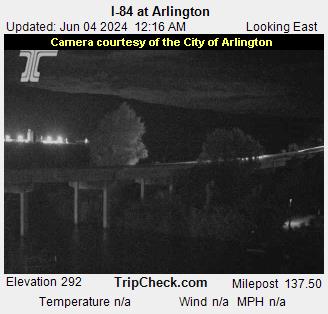 I-84 at Arlington
Updated: Jun 04 2024 12:16 AM Looking East
Camera courtesy of the City of Arlington
Elevation 292 TripCheck.com Milepost 137.50
Temperature n/a Wind n/a MPH n/a